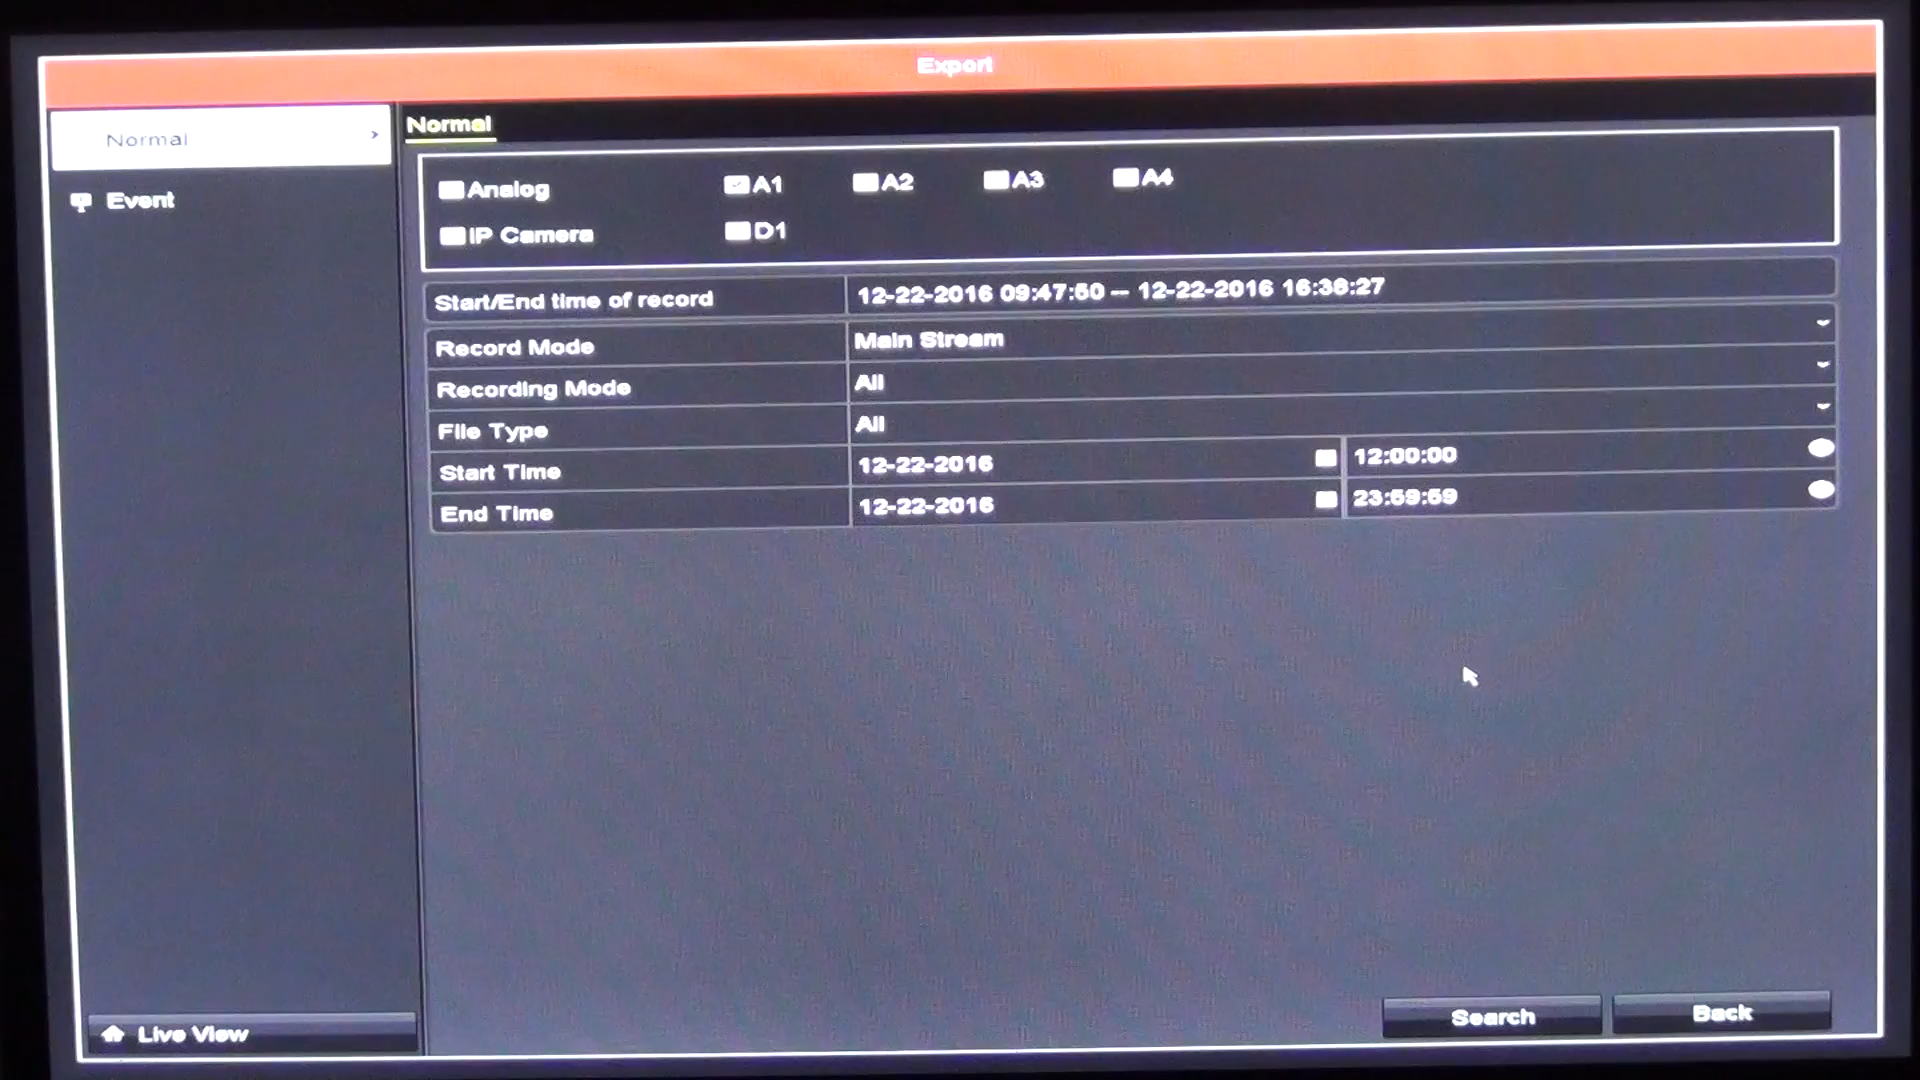 Export
Normal
Event
Normal
Analog A1 A2 A3 A4
IP Camera D1
Start/End time of record 12-22-2016 09:47:50 -- 12-22-2016 16:36:27
Record Mode Main Stream
Recording Mode All
File Type All
Start Time 12-22-2016 12:00:00
End Time 12-22-2016 23:59:59
Live View Search Back